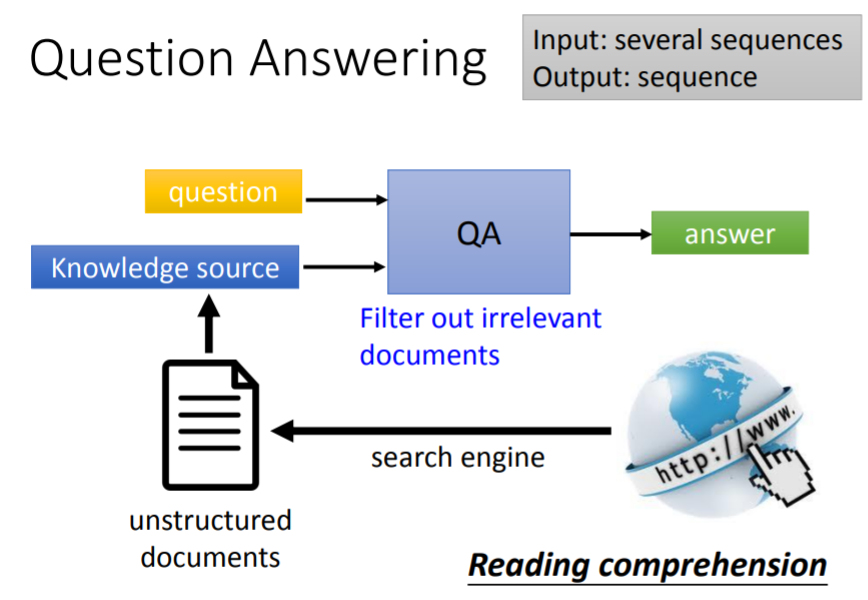 Question Answering
Input: several sequences
Output: sequence
question
Knowledge source
QA
answer
Filter out irrelevant
documents
search engine
http://www.
unstructured
documents
Reading comprehension